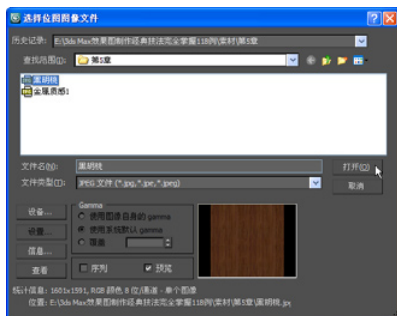 选择位图图像文件
历史记录: E:\3ds Max效果图制作经典技法完全掌握118例\素材\第5章
查找范围(I): 第5章
黑胡桃
金属质感1
文件名(N): 黑胡桃 打开(O)
文件类型(T): JPEG 文件 (*.jpg,*.jpe,*.jpeg) 取消
设备... Gamma
使用图像自身的 gamma
设置... 使用系统默认 gamma
覆盖
信息...
查看 序列 预览
统计信息: 1601x1591, RGB 颜色, 8 位/通道 - 单个图像
位置: E:\3ds Max效果图制作经典技法完全掌握118例\素材\第5章\黑胡桃.jpg